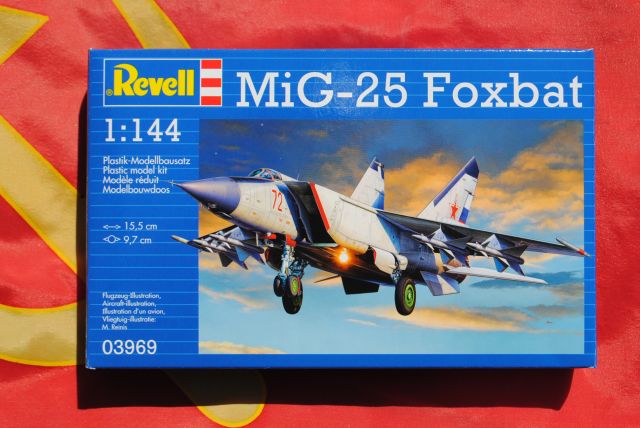 Revell
MiG-25 Foxbat
1:144
Plastik-Modellbausatz
Plastic model kit
Modèle réduit
Modelbouwdoos
15,5 cm
9,7 cm
Flugzeug-Illustration,
Aircraft-illustration,
Illustration d'un avion,
Vliegtuig-illustratie:
M. Reinis
03969
72